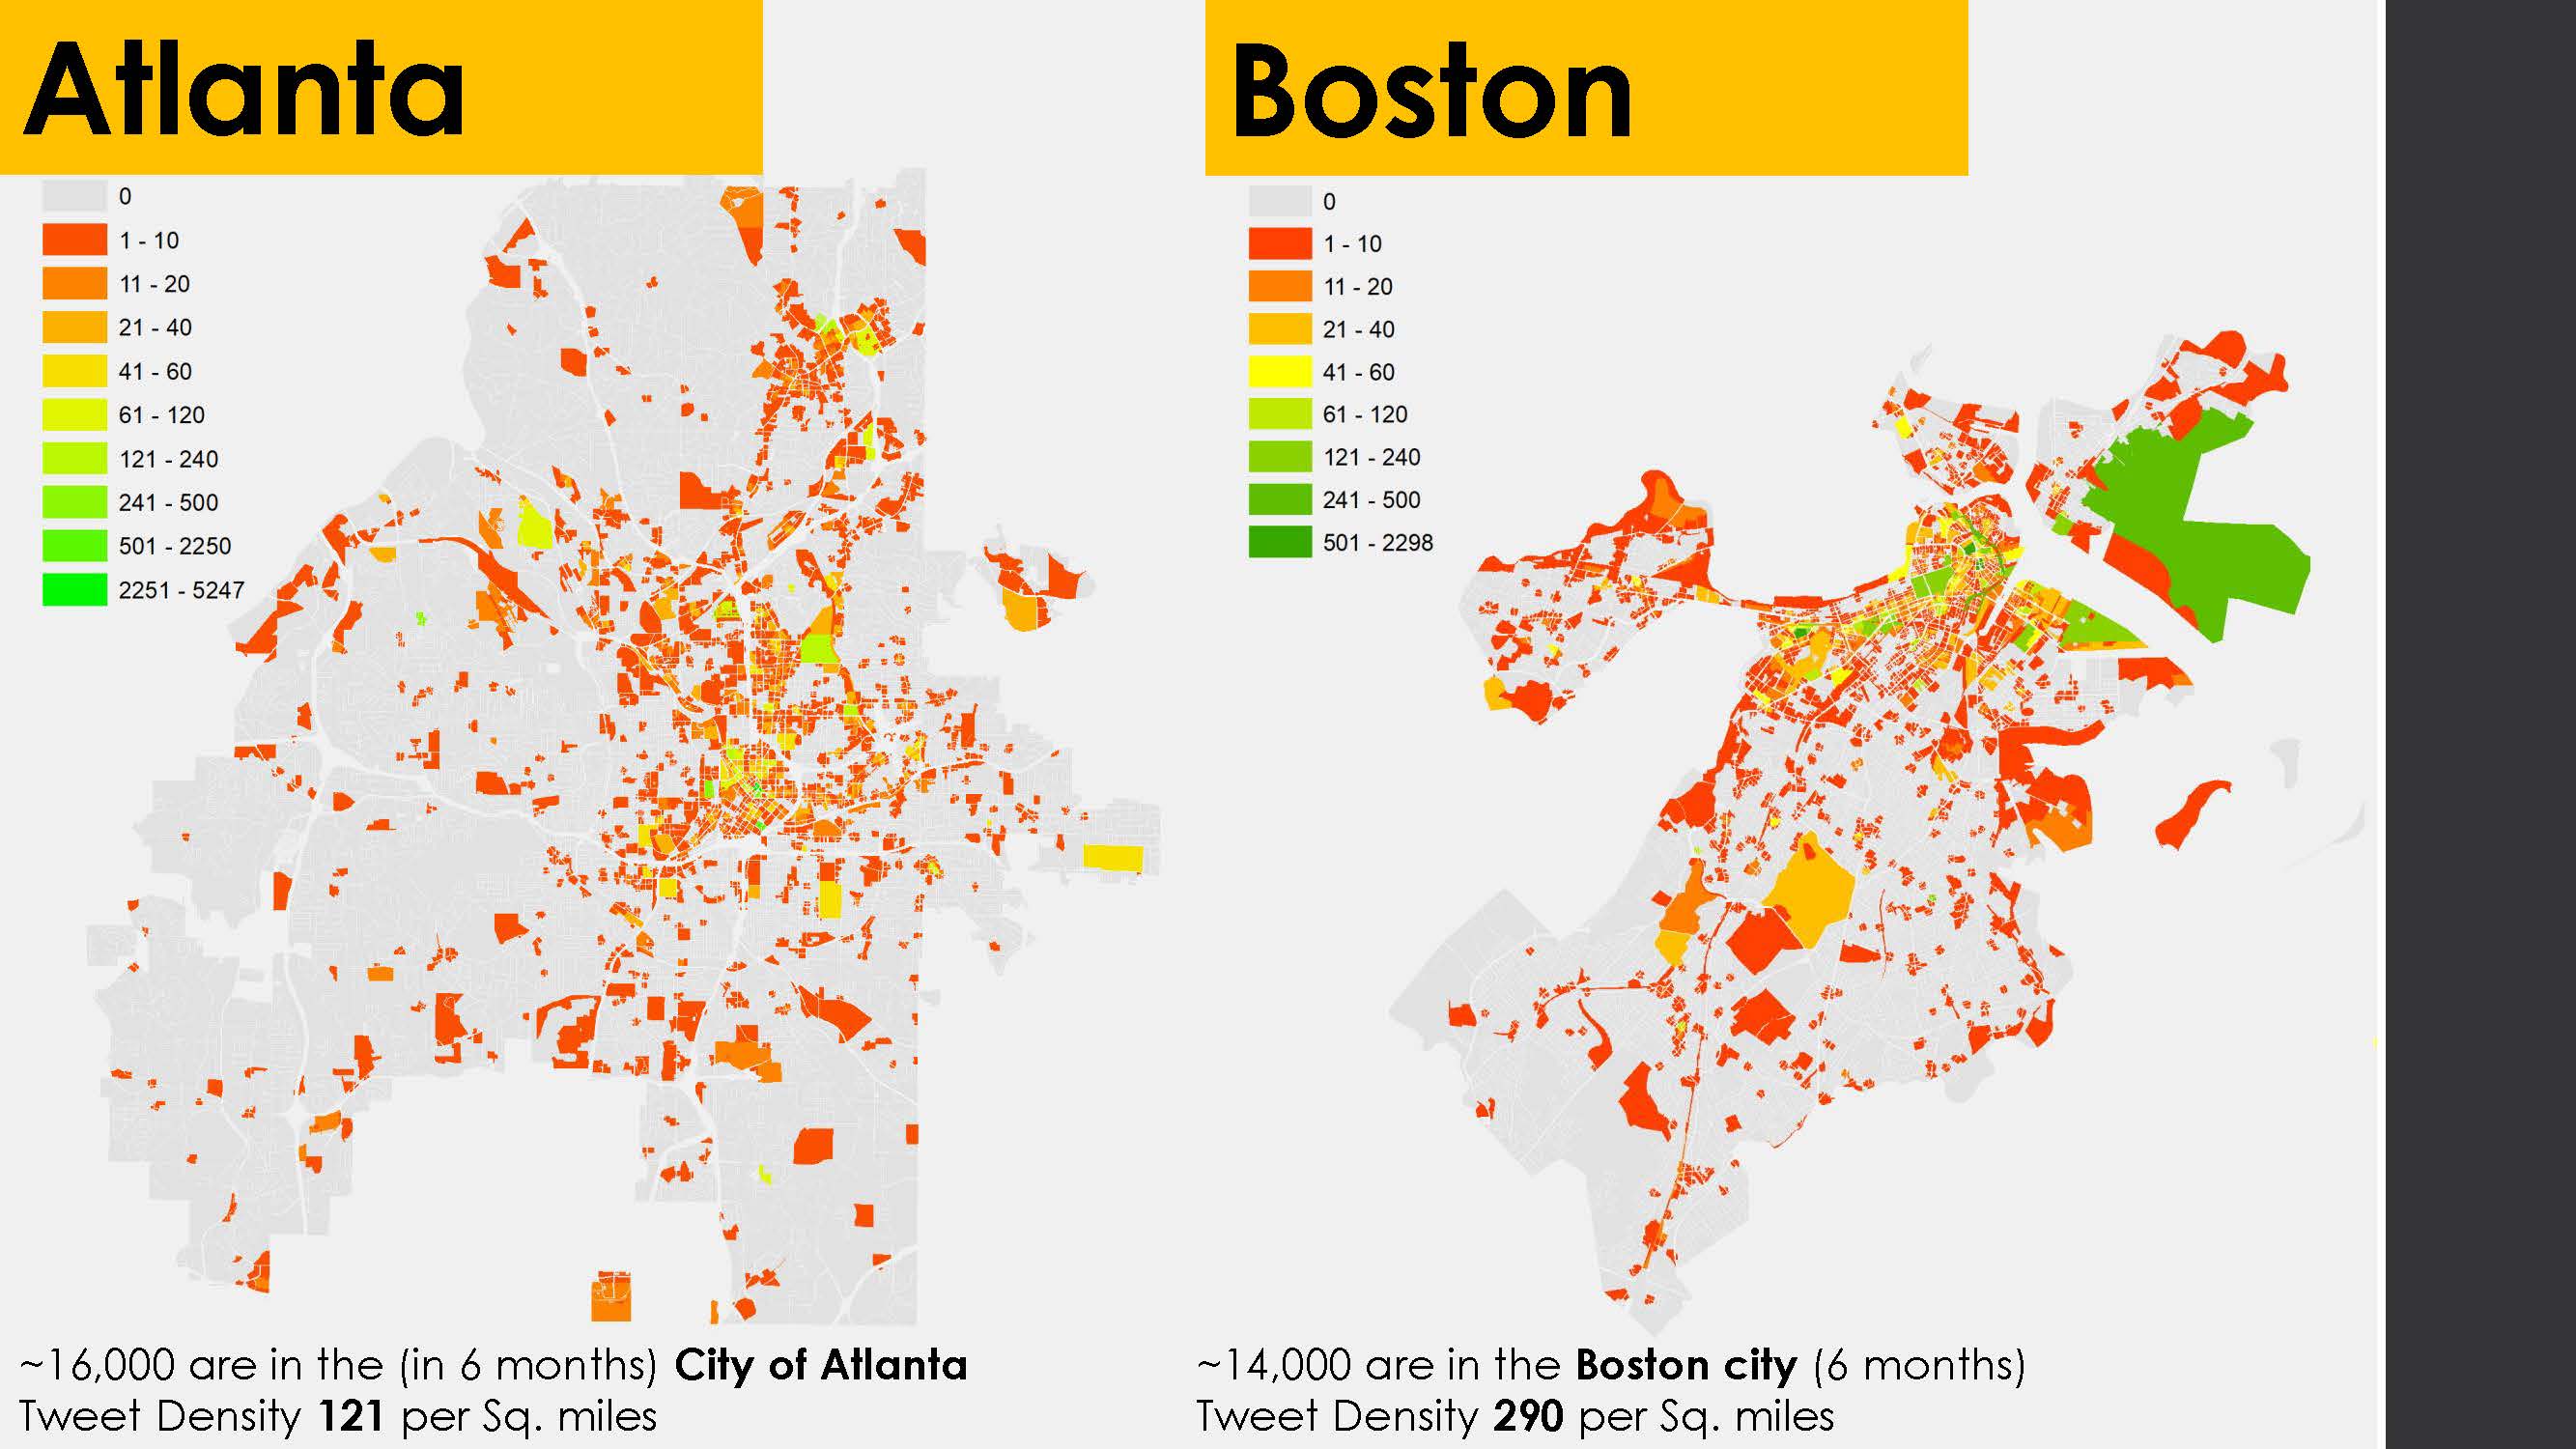 Atlanta
0
1 - 10
11 - 20
21 - 40
41 - 60
61 - 120
121 - 240
241 - 500
501 - 2250
2251 - 5247
~16,000 are in the (in 6 months) City of Atlanta
Tweet Density 121 per Sq. miles
Boston
0
1 - 10
11 - 20
21 - 40
41 - 60
61 - 120
121 - 240
241 - 500
501 - 2298
~14,000 are in the Boston city (6 months)
Tweet Density 290 per Sq. miles